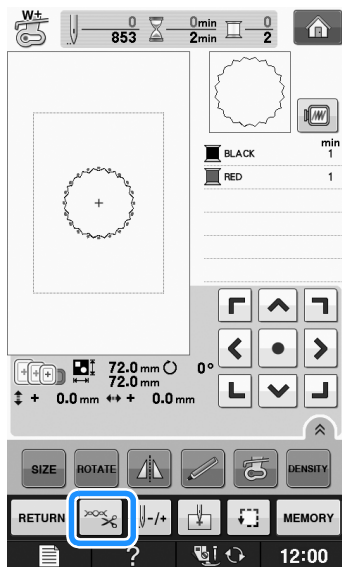 W+
0 0min 0
853 2min 2
min
BLACK 1
RED 1
72.0 mm 0°
72.0 mm
+ 0.0 mm + 0.0 mm
SIZE ROTATE DENSITY
RETURN -/+ MEMORY
? 12:00